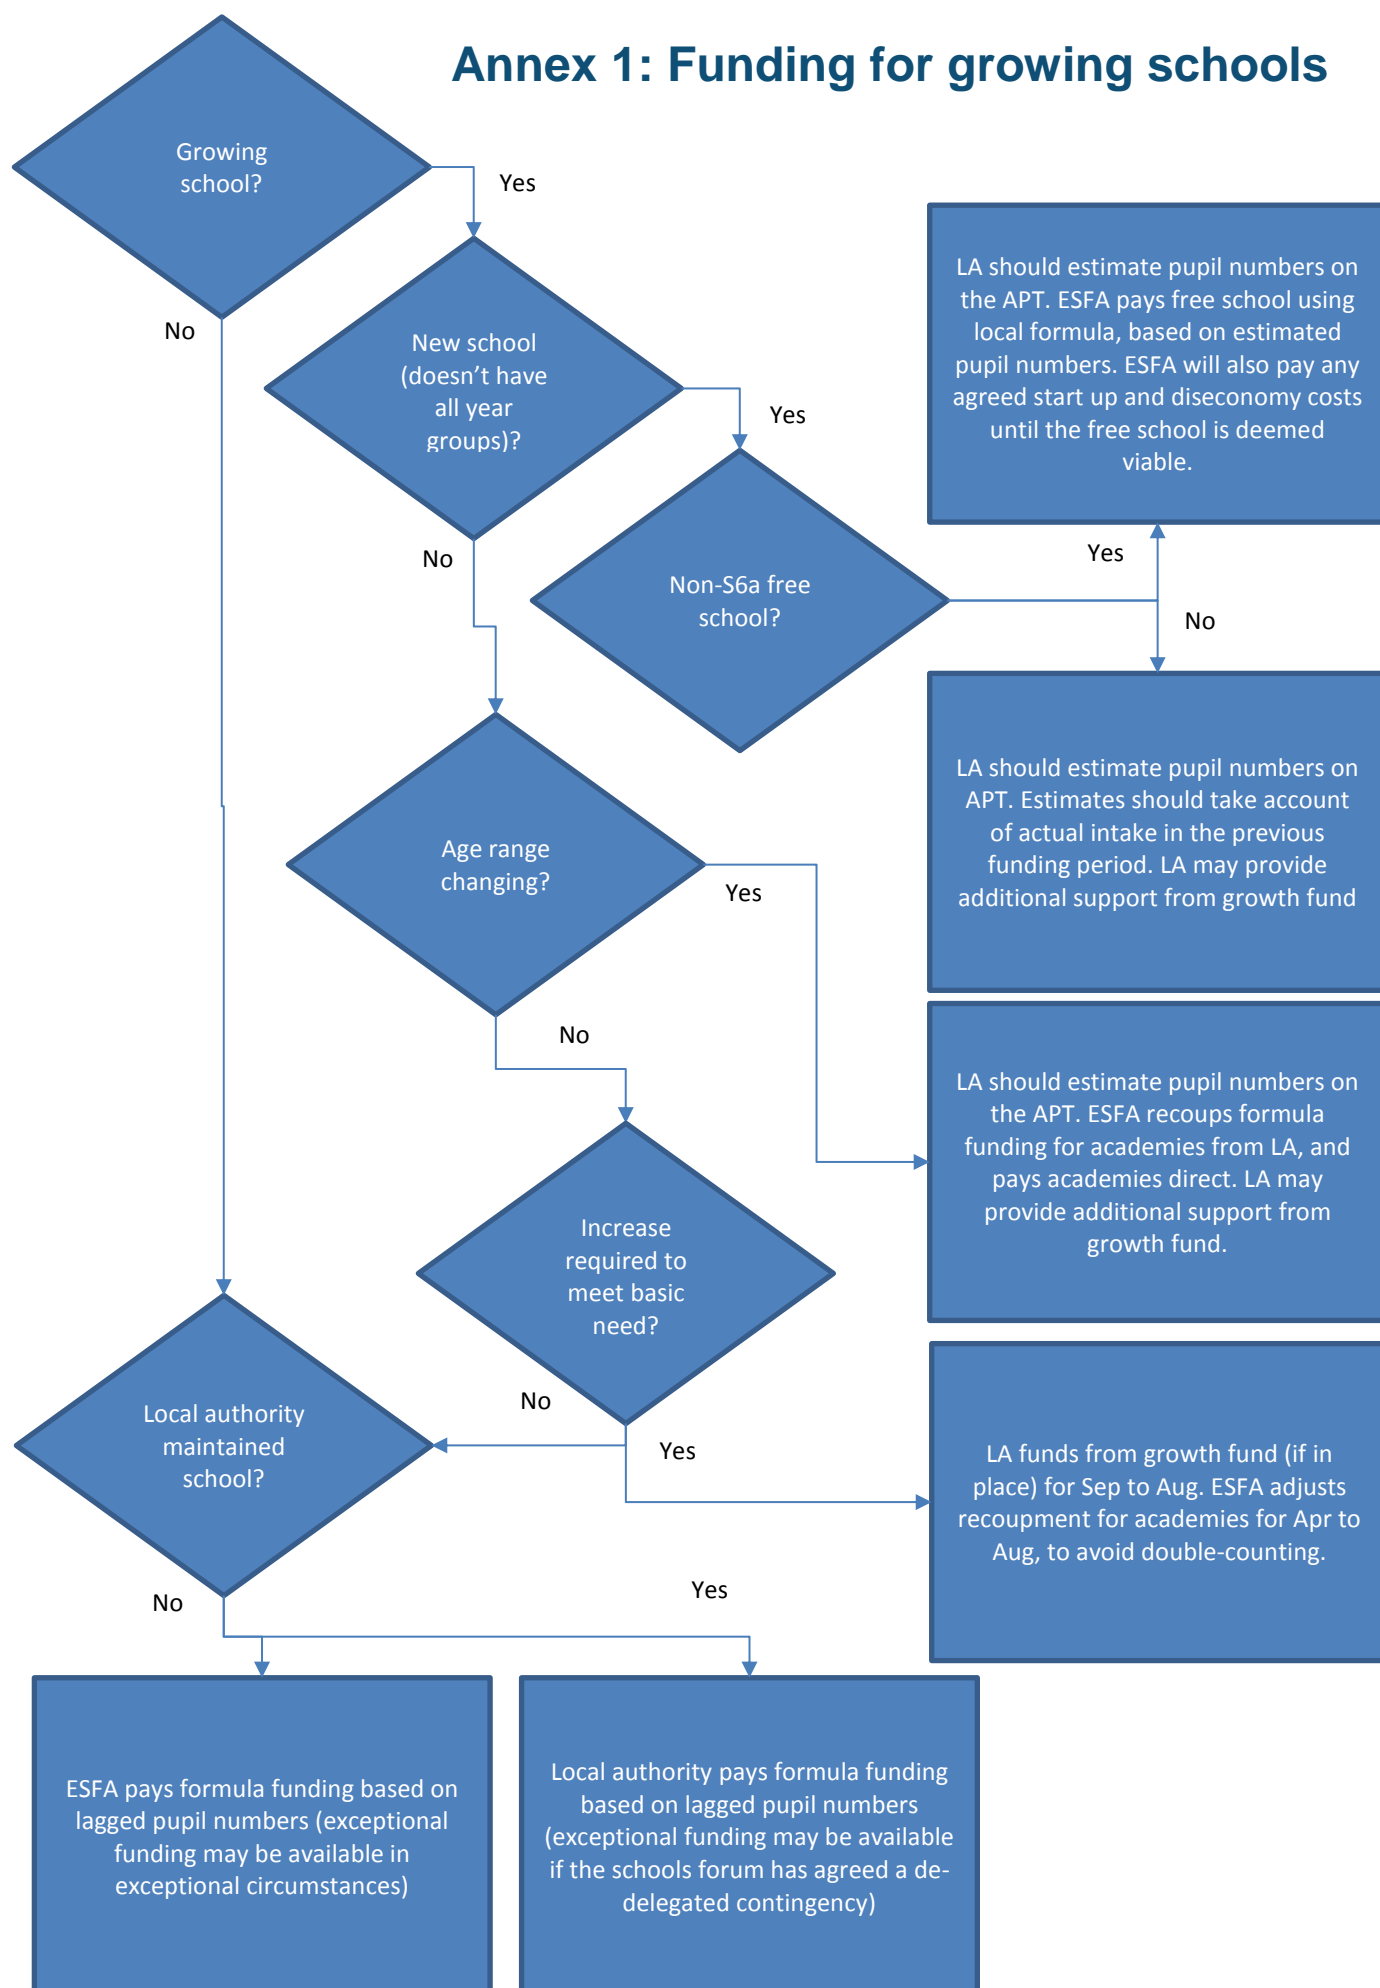 Annex 1: Funding for growing schools
Growing
school?
Yes
No
New school
(doesn't have
all year
groups)?
Yes
No
Non-S6a free
school?
Yes
No
LA should estimate pupil numbers on
the APT. ESFA pays free school using
local formula, based on estimated
pupil numbers. ESFA will also pay any
agreed start up and diseconomy costs
until the free school is deemed
viable.
LA should estimate pupil numbers on
APT. Estimates should take account
of actual intake in the previous
funding period. LA may provide
additional support from growth fund
Age range
changing?
Yes
No
LA should estimate pupil numbers on
the APT. ESFA recoups formula
funding for academies from LA, and
pays academies direct. LA may
provide additional support from
growth fund.
Increase
required to
meet basic
need?
No
Yes
LA funds from growth fund (if in
place) for Sep to Aug. ESFA adjusts
recoupment for academies for Apr to
Aug, to avoid double-counting.
Local authority
maintained
school?
No
Yes
ESFA pays formula funding based on
lagged pupil numbers (exceptional
funding may be available in
exceptional circumstances)
Local authority pays formula funding
based on lagged pupil numbers
(exceptional funding may be available
if the schools forum has agreed a de-
delegated contingency)